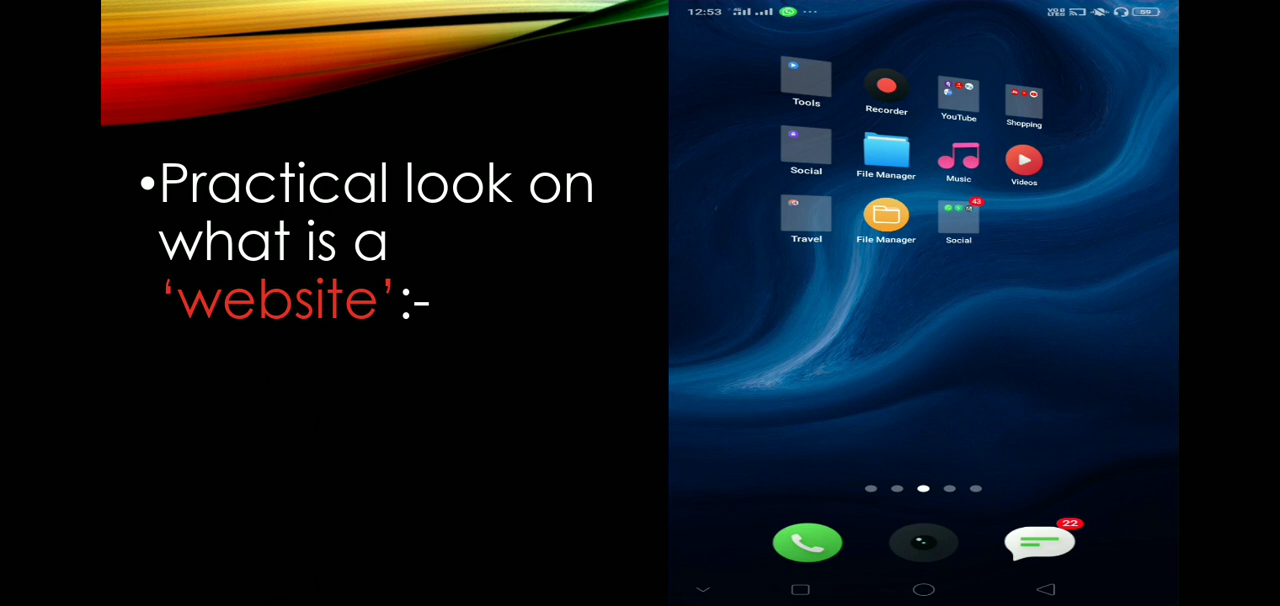 •Practical look on
what is a
‘website’:-
12:53
59
Tools
Recorder
YouTube
Shopping
Social
File Manager
Music
Videos
43
Travel
File Manager
Social
22